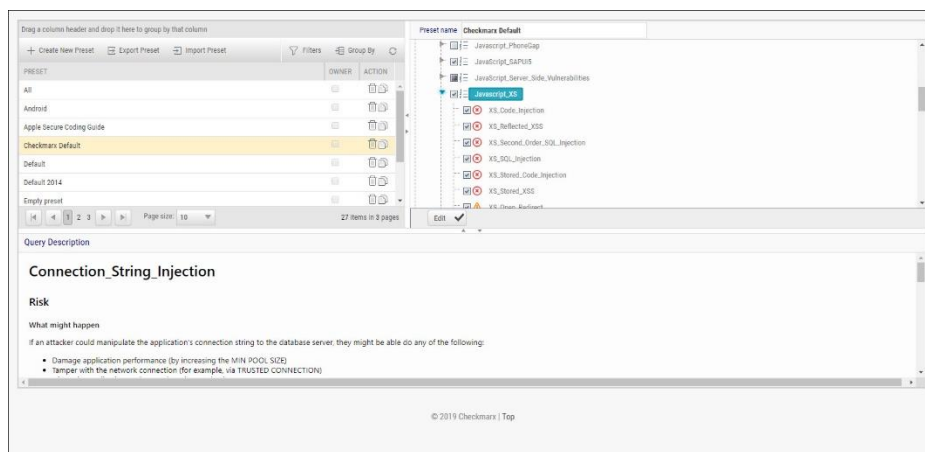 Drag a column header and drop it here to group by that column
Create New Preset Export Preset Import Preset Filters Group By
PRESET OWNER ACTION
All
Android
Apple Secure Coding Guide
Checkmarx Default
Default
Default 2014
Empty preset
1 2 3 Page size: 10 27 items in 3 pages
Preset name Checkmarx Default
Javascript_PhoneGap
JavaScript_SAPUI5
JavaScript_Server_Side_Vulnerabilities
Javascript_XS
XS_Code_Injection
XS_Reflected_XSS
XS_Second_Order_SQL_Injection
XS_SQL_Injection
XS_Stored_Code_Injection
XS_Stored_XSS
XS_Open_Redirect
Edit
Query Description
Connection_String_Injection
Risk
What might happen
If an attacker could manipulate the application's connection string to the database server, they might be able do any of the following:
• Damage application performance (by increasing the MIN POOL SIZE)
• Tamper with the network connection (for example, via TRUSTED CONNECTION)
© 2019 Checkmarx | Top